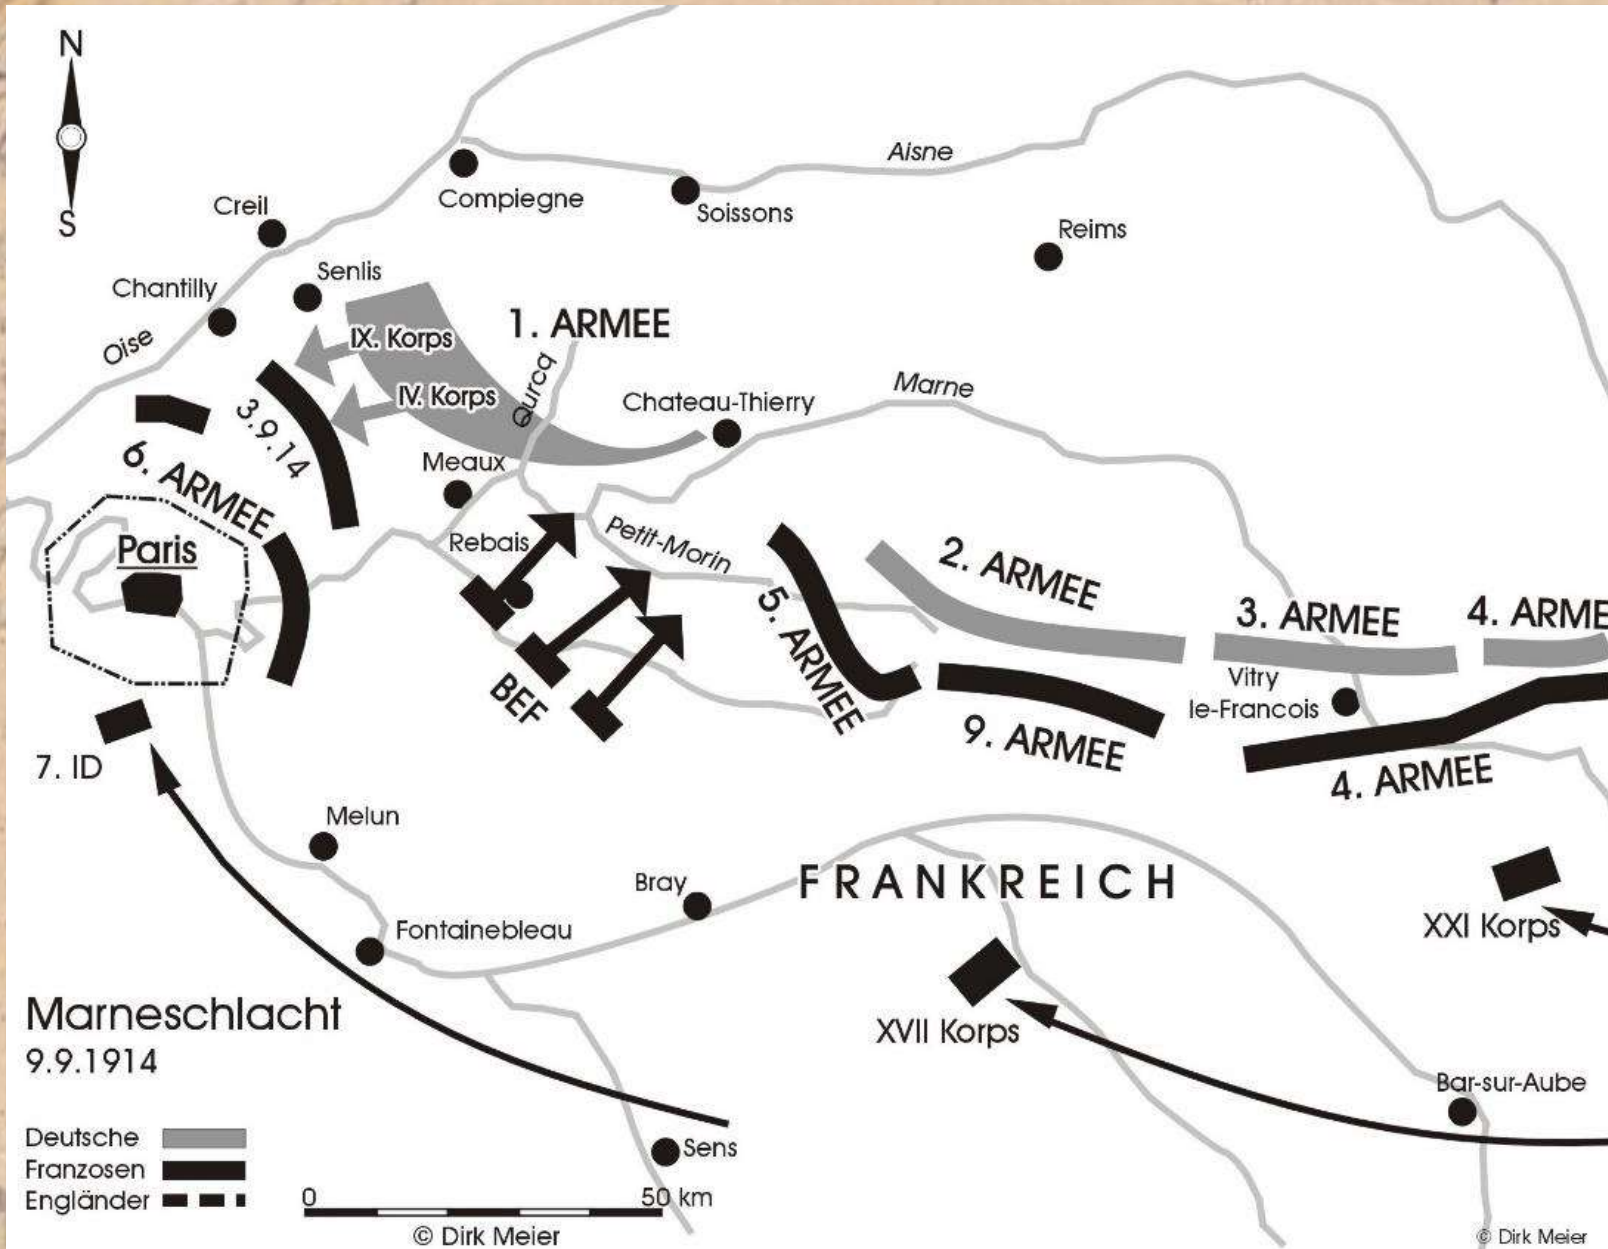 N
S
Aisne
Compiegne
Soissons
Creil
Reims
Senlis
Chantilly
Oise
IX. Korps
1. ARMEE
IV. Korps
Qurcq
Marne
Chateau-Thierry
3.9.14
6. ARMEE
Meaux
Rebais
Petit-Morin
Paris
2. ARMEE
3. ARMEE
4. ARME
5. ARMEE
BEF
Vitry
le-Francois
9. ARMEE
4. ARMEE
7. ID
Melun
Bray
FRANKREICH
XXI Korps
Fontainebleau
XVII Korps
Bar-sur-Aube
Marneschlacht
9.9.1914
Deutsche
Franzosen
Engländer
Sens
0 50 km
© Dirk Meier
© Dirk Meier